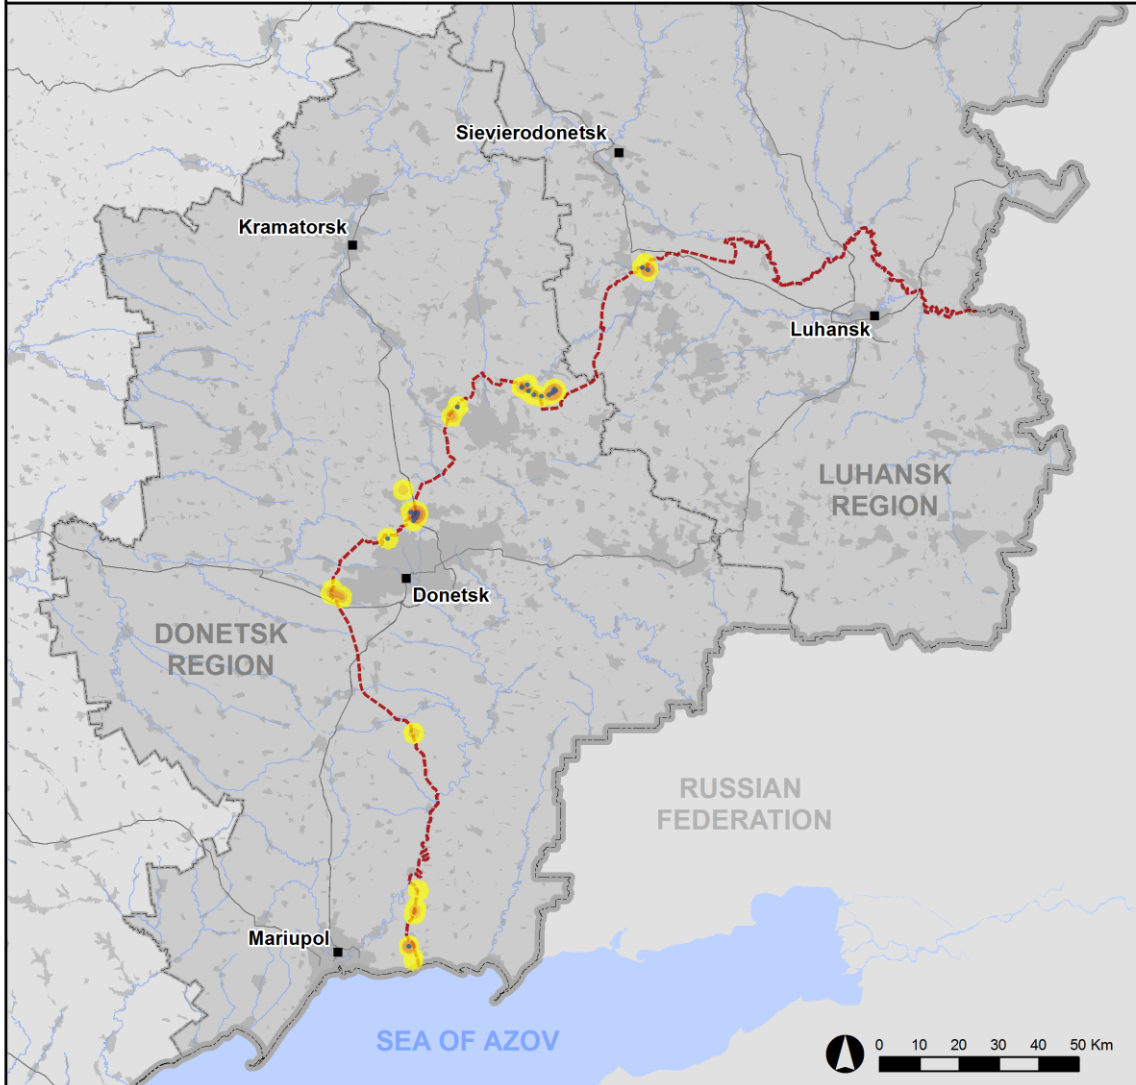 Sievierodonetsk
Kramatorsk
Luhansk
LUHANSK
REGION
Donetsk
DONETSK
REGION
RUSSIAN
FEDERATION
Mariupol
SEA OF AZOV
0 10 20 30 40 50 Km